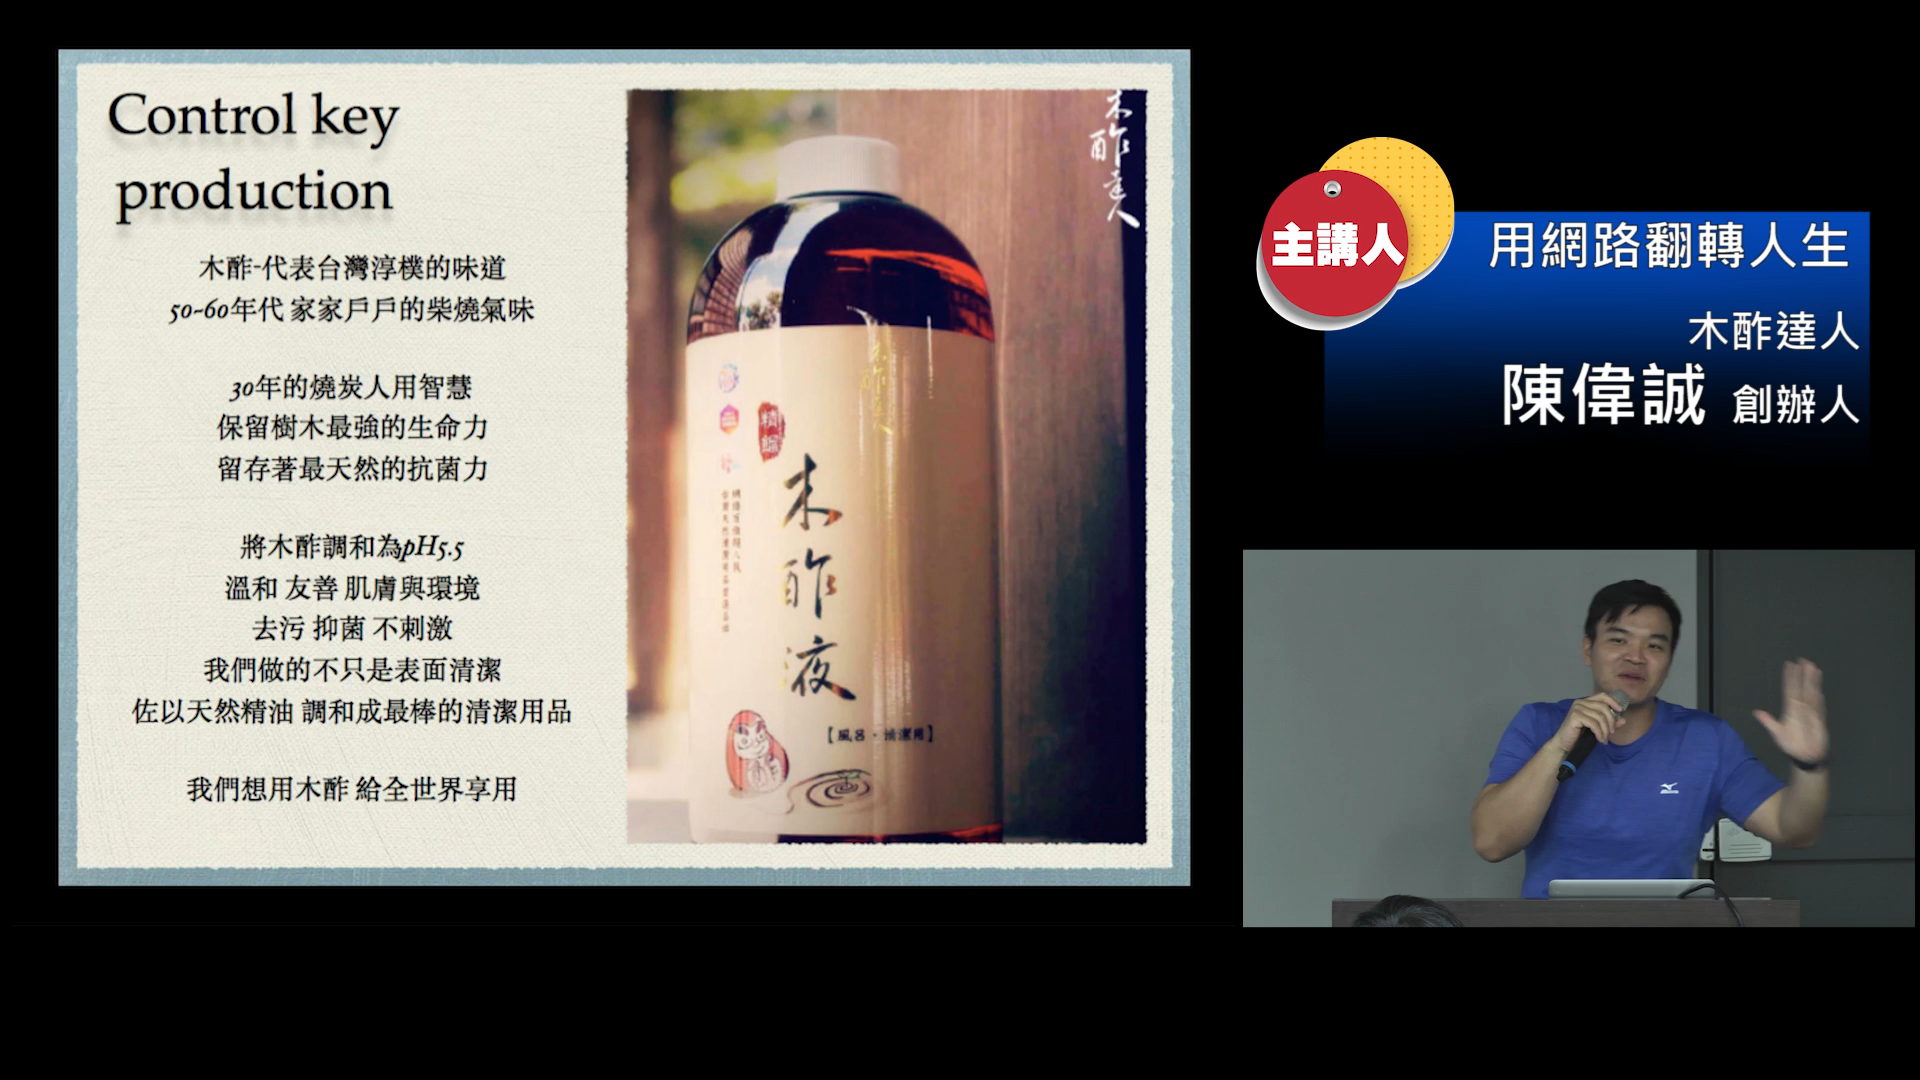 Control key
production
木酢-代表台灣淳樸的味道
50-60年代 家家戶戶的柴燒氣味
30年的燒炭人用智慧
保留樹木最強的生命力
留存著最天然的抗菌力
將木酢調和為pH5.5
溫和 友善 肌膚與環境
去污 抑菌 不刺激
我們做的不只是表面清潔
佐以天然精油 調和成最棒的清潔用品
我們想用木酢 給全世界享用
木酢達人
木酢達人
木酢液
主講人
用網路翻轉人生
木酢達人
陳偉誠 創辦人